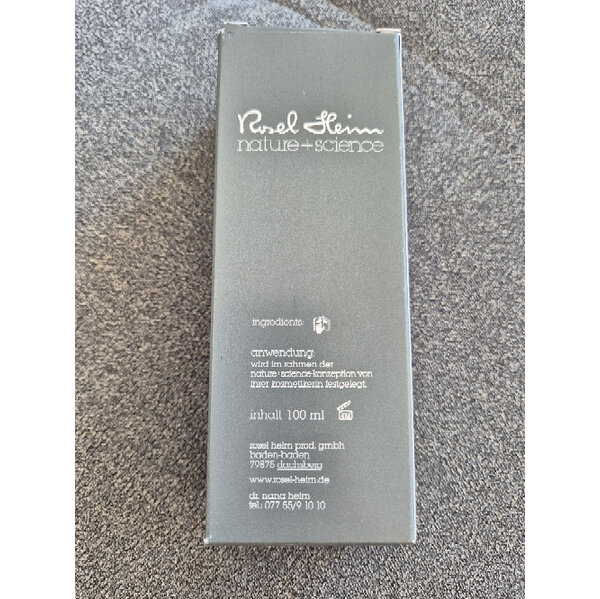 Rosel Heim
nature+science
ingredients:
anwendung:
wird im rahmen der
nature+science-konzeption von
ihrer kosmetikerin festgelegt.
inhalt 100 ml
rosel heim prod. gmbh
baden-baden
79875 dachsberg
www.rosel-heim.de
dr. nana heim
tel.: 077 55/9 10 10